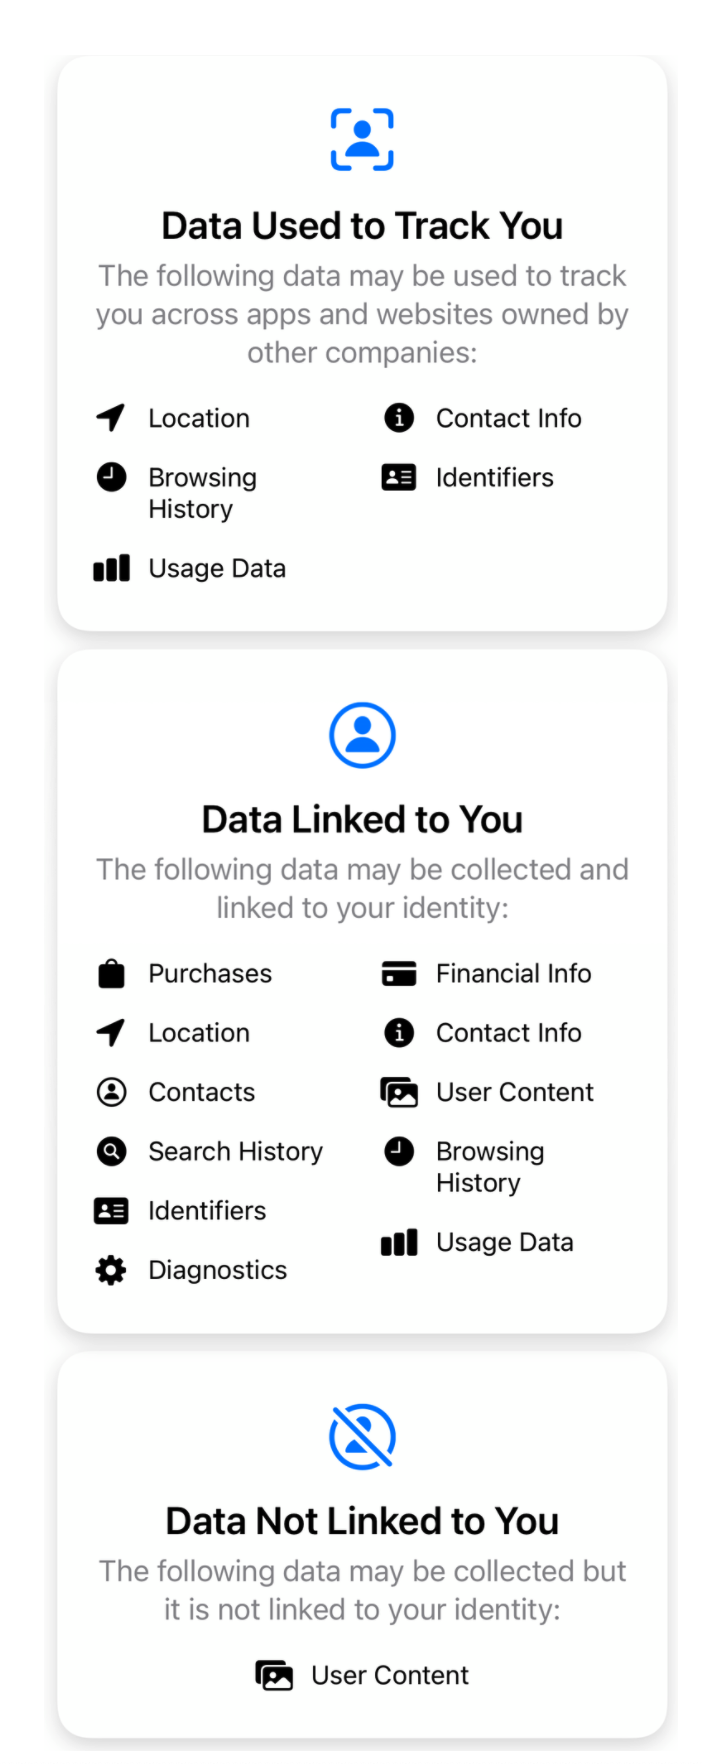 Data Used to Track You
The following data may be used to track
you across apps and websites owned by
other companies:
Location
Contact Info
Browsing
History
Identifiers
Usage Data
Data Linked to You
The following data may be collected and
linked to your identity:
Purchases
Financial Info
Location
Contact Info
Contacts
User Content
Search History
Browsing
History
Identifiers
Usage Data
Diagnostics
Data Not Linked to You
The following data may be collected but
it is not linked to your identity:
User Content